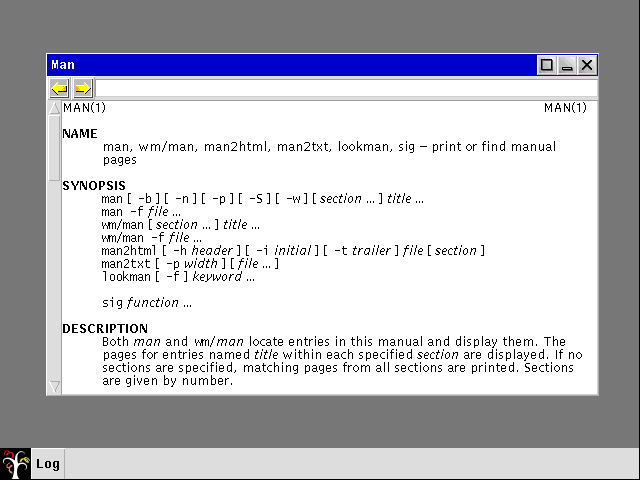 Man
MAN(1) MAN(1)
NAME
man, wm/man, man2html, man2txt, lookman, sig – print or find manual
pages
SYNOPSIS
man [ -b ][ -n ][ -p ][ -S ][ -w ][ section ... ] title ...
man -f file ...
wm/man [ section ... ] title ...
wm/man -f file ...
man2html [ -h header ][ -i initial ][ -t trailer ] file [ section ]
man2txt [ -p width ][ file ... ]
lookman [ -f ] keyword ...
sig function ...
DESCRIPTION
Both man and wm/man locate entries in this manual and display them. The
pages for entries named title within each specified section are displayed. If no
sections are specified, matching pages from all sections are printed. Sections
are given by number.
Log